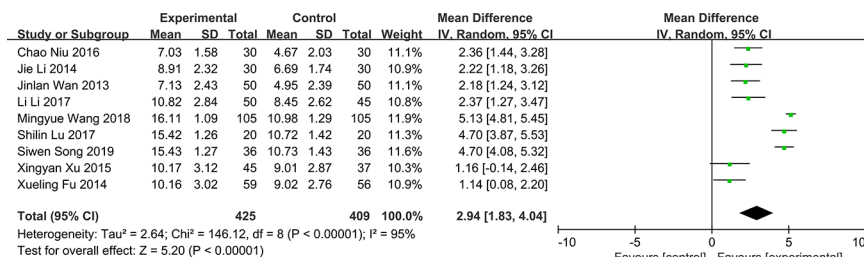 Experimental Control Mean Difference Mean Difference
Study or Subgroup Mean SD Total Mean SD Total Weight IV, Random, 95% CI IV, Random, 95% CI
Chao Niu 2016 7.03 1.58 30 4.67 2.03 30 11.1% 2.36 [1.44, 3.28]
Jie Li 2014 8.91 2.32 30 6.69 1.74 30 10.9% 2.22 [1.18, 3.26]
Jinlan Wan 2013 7.13 2.43 50 4.95 2.39 50 11.1% 2.18 [1.24, 3.12]
Li Li 2017 10.82 2.84 50 8.45 2.62 45 10.9% 2.37 [1.27, 3.47]
Mingyue Wang 2018 16.11 1.09 105 10.98 1.29 105 11.9% 5.13 [4.81, 5.45]
Shilin Lu 2017 15.42 1.26 20 10.72 1.42 20 11.3% 4.70 [3.87, 5.53]
Siwen Song 2019 15.43 1.27 36 10.73 1.43 36 11.6% 4.70 [4.08, 5.32]
Xingyan Xu 2015 10.17 3.12 45 9.01 2.87 37 10.4% 1.16 [-0.14, 2.46]
Xueling Fu 2014 10.16 3.02 59 9.02 2.76 56 10.9% 1.14 [0.08, 2.20]
Total (95% CI) 425 409 100.0% 2.94 [1.83, 4.04]
Heterogeneity: Tau² = 2.64; Chi² = 146.12, df = 8 (P < 0.00001); I² = 95%
Test for overall effect: Z = 5.20 (P < 0.00001)
-10 -5 0 5 10
Favours [control] Favours [experimental]